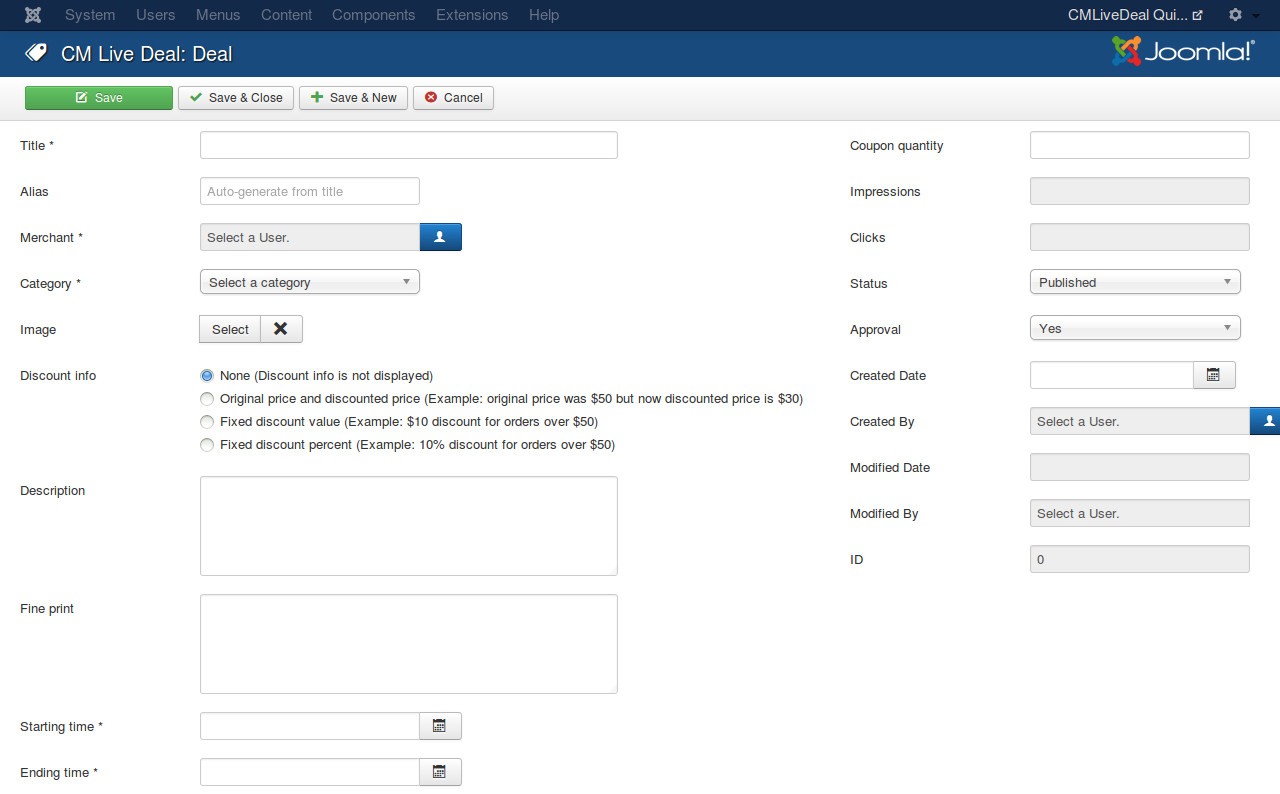 System Users Menus Content Components Extensions Help CMLiveDeal Qui...
CM Live Deal: Deal Joomla!®
Save Save & Close Save & New Cancel
Title *
Alias Auto-generate from title
Merchant * Select a User.
Category * Select a category
Image Select
Discount info None (Discount info is not displayed)
Original price and discounted price (Example: original price was $50 but now discounted price is $30)
Fixed discount value (Example: $10 discount for orders over $50)
Fixed discount percent (Example: 10% discount for orders over $50)
Description
Fine print
Starting time *
Ending time *
Coupon quantity
Impressions
Clicks
Status Published
Approval Yes
Created Date
Created By Select a User.
Modified Date
Modified By Select a User.
ID 0